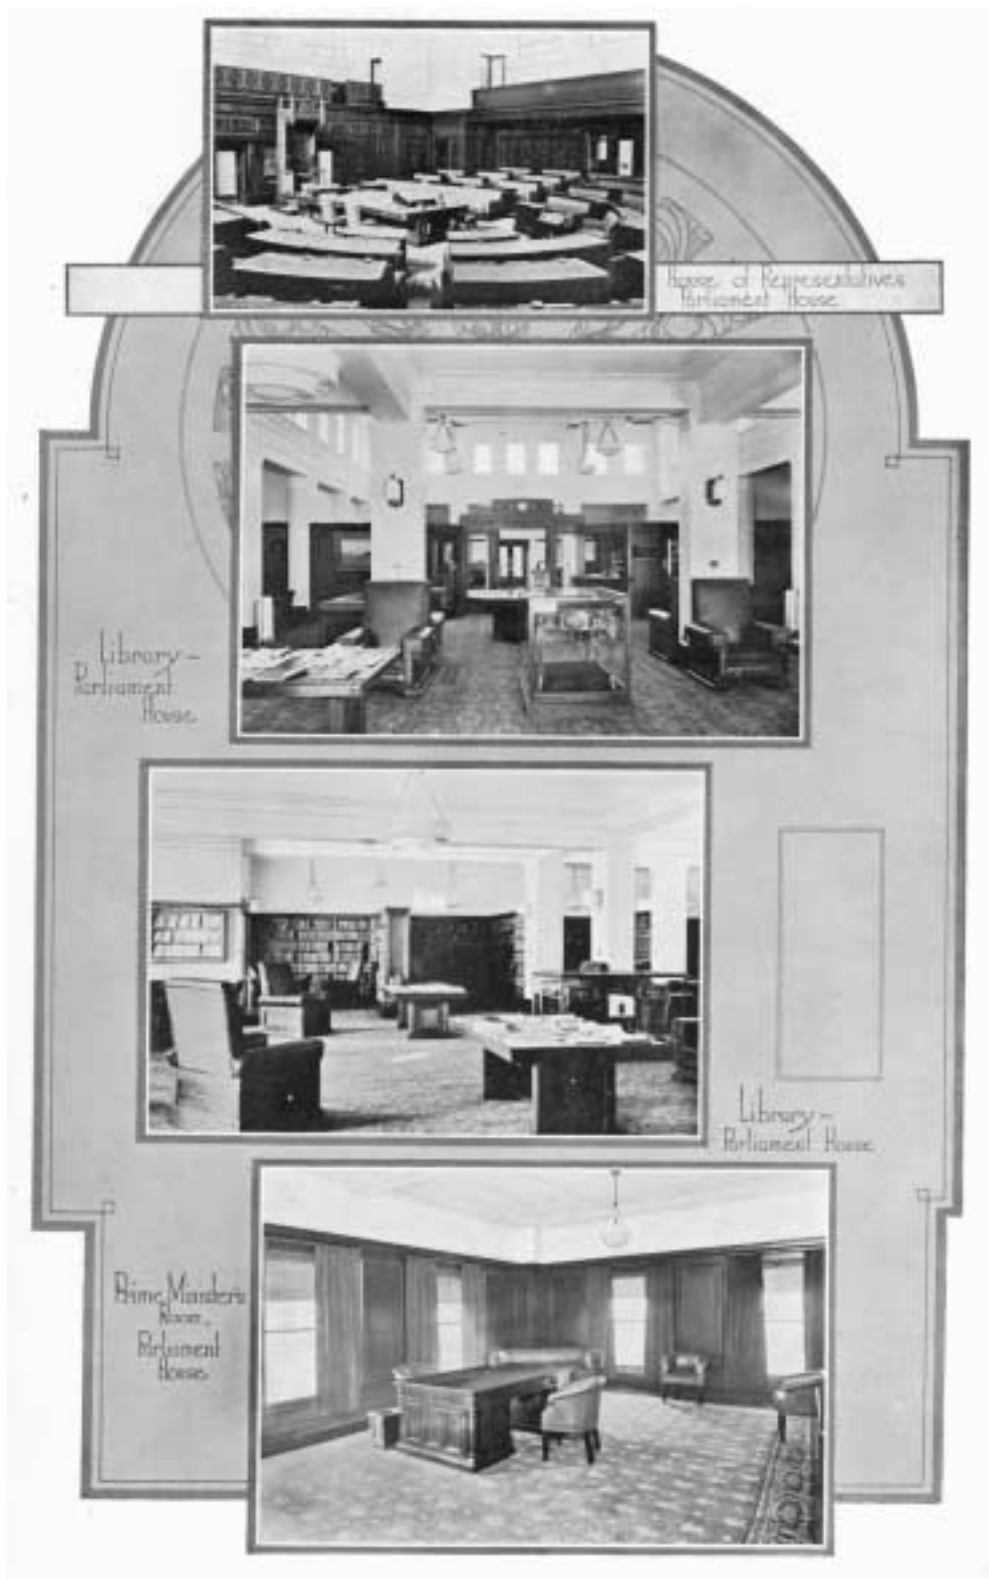 House of Representatives
Parliament House
Library –
Parliament
House
Library –
Parliament House
Prime Minister's
Room,
Parliament
House